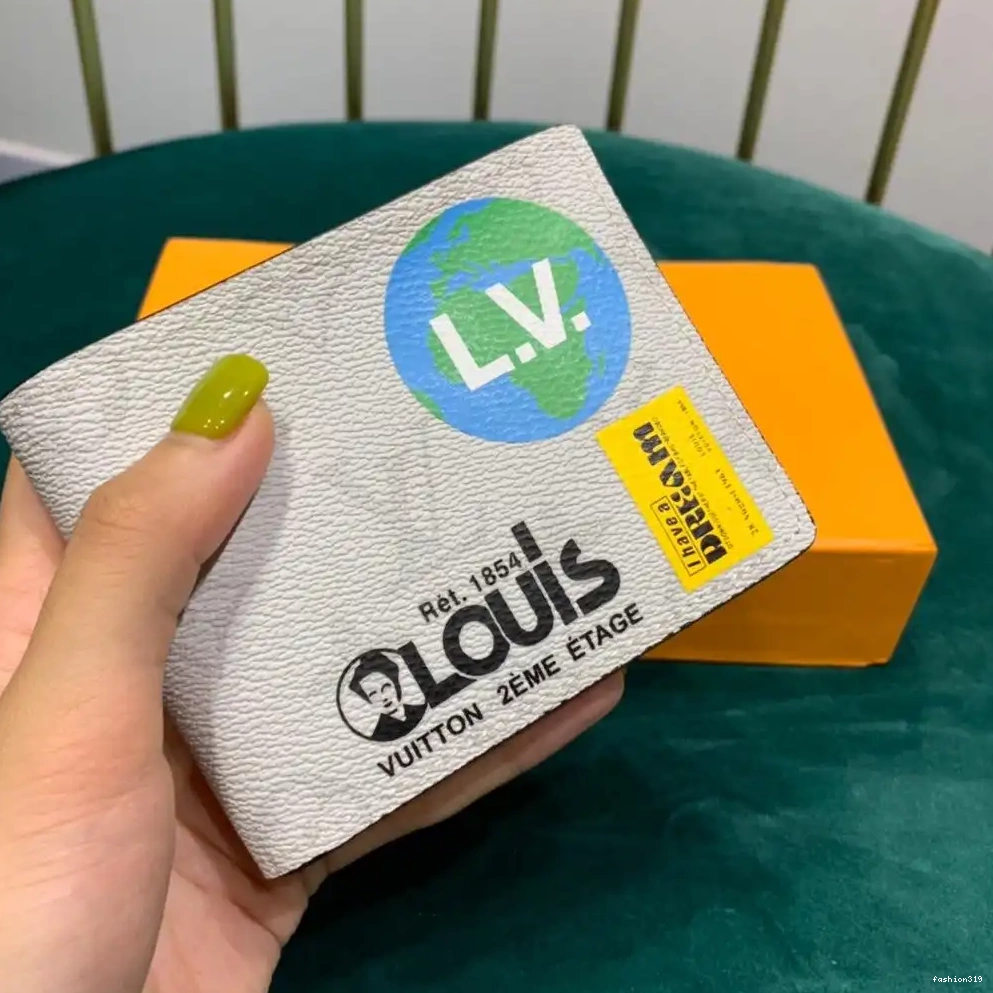 L.V.
I have a
DREAM
Rét. 1854
LOUIS
VUITTON 2ÈME ÉTAGE
fashion319